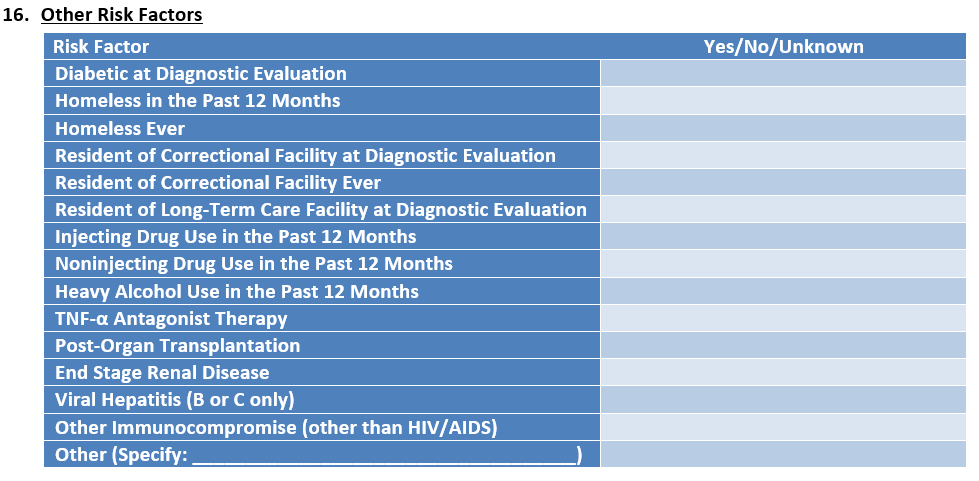 16. Other Risk Factors
Risk Factor Yes/No/Unknown
Diabetic at Diagnostic Evaluation
Homeless in the Past 12 Months
Homeless Ever
Resident of Correctional Facility at Diagnostic Evaluation
Resident of Correctional Facility Ever
Resident of Long-Term Care Facility at Diagnostic Evaluation
Injecting Drug Use in the Past 12 Months
Noninjecting Drug Use in the Past 12 Months
Heavy Alcohol Use in the Past 12 Months
TNF-α Antagonist Therapy
Post-Organ Transplantation
End Stage Renal Disease
Viral Hepatitis (B or C only)
Other Immunocompromise (other than HIV/AIDS)
Other (Specify: ____________________________________)